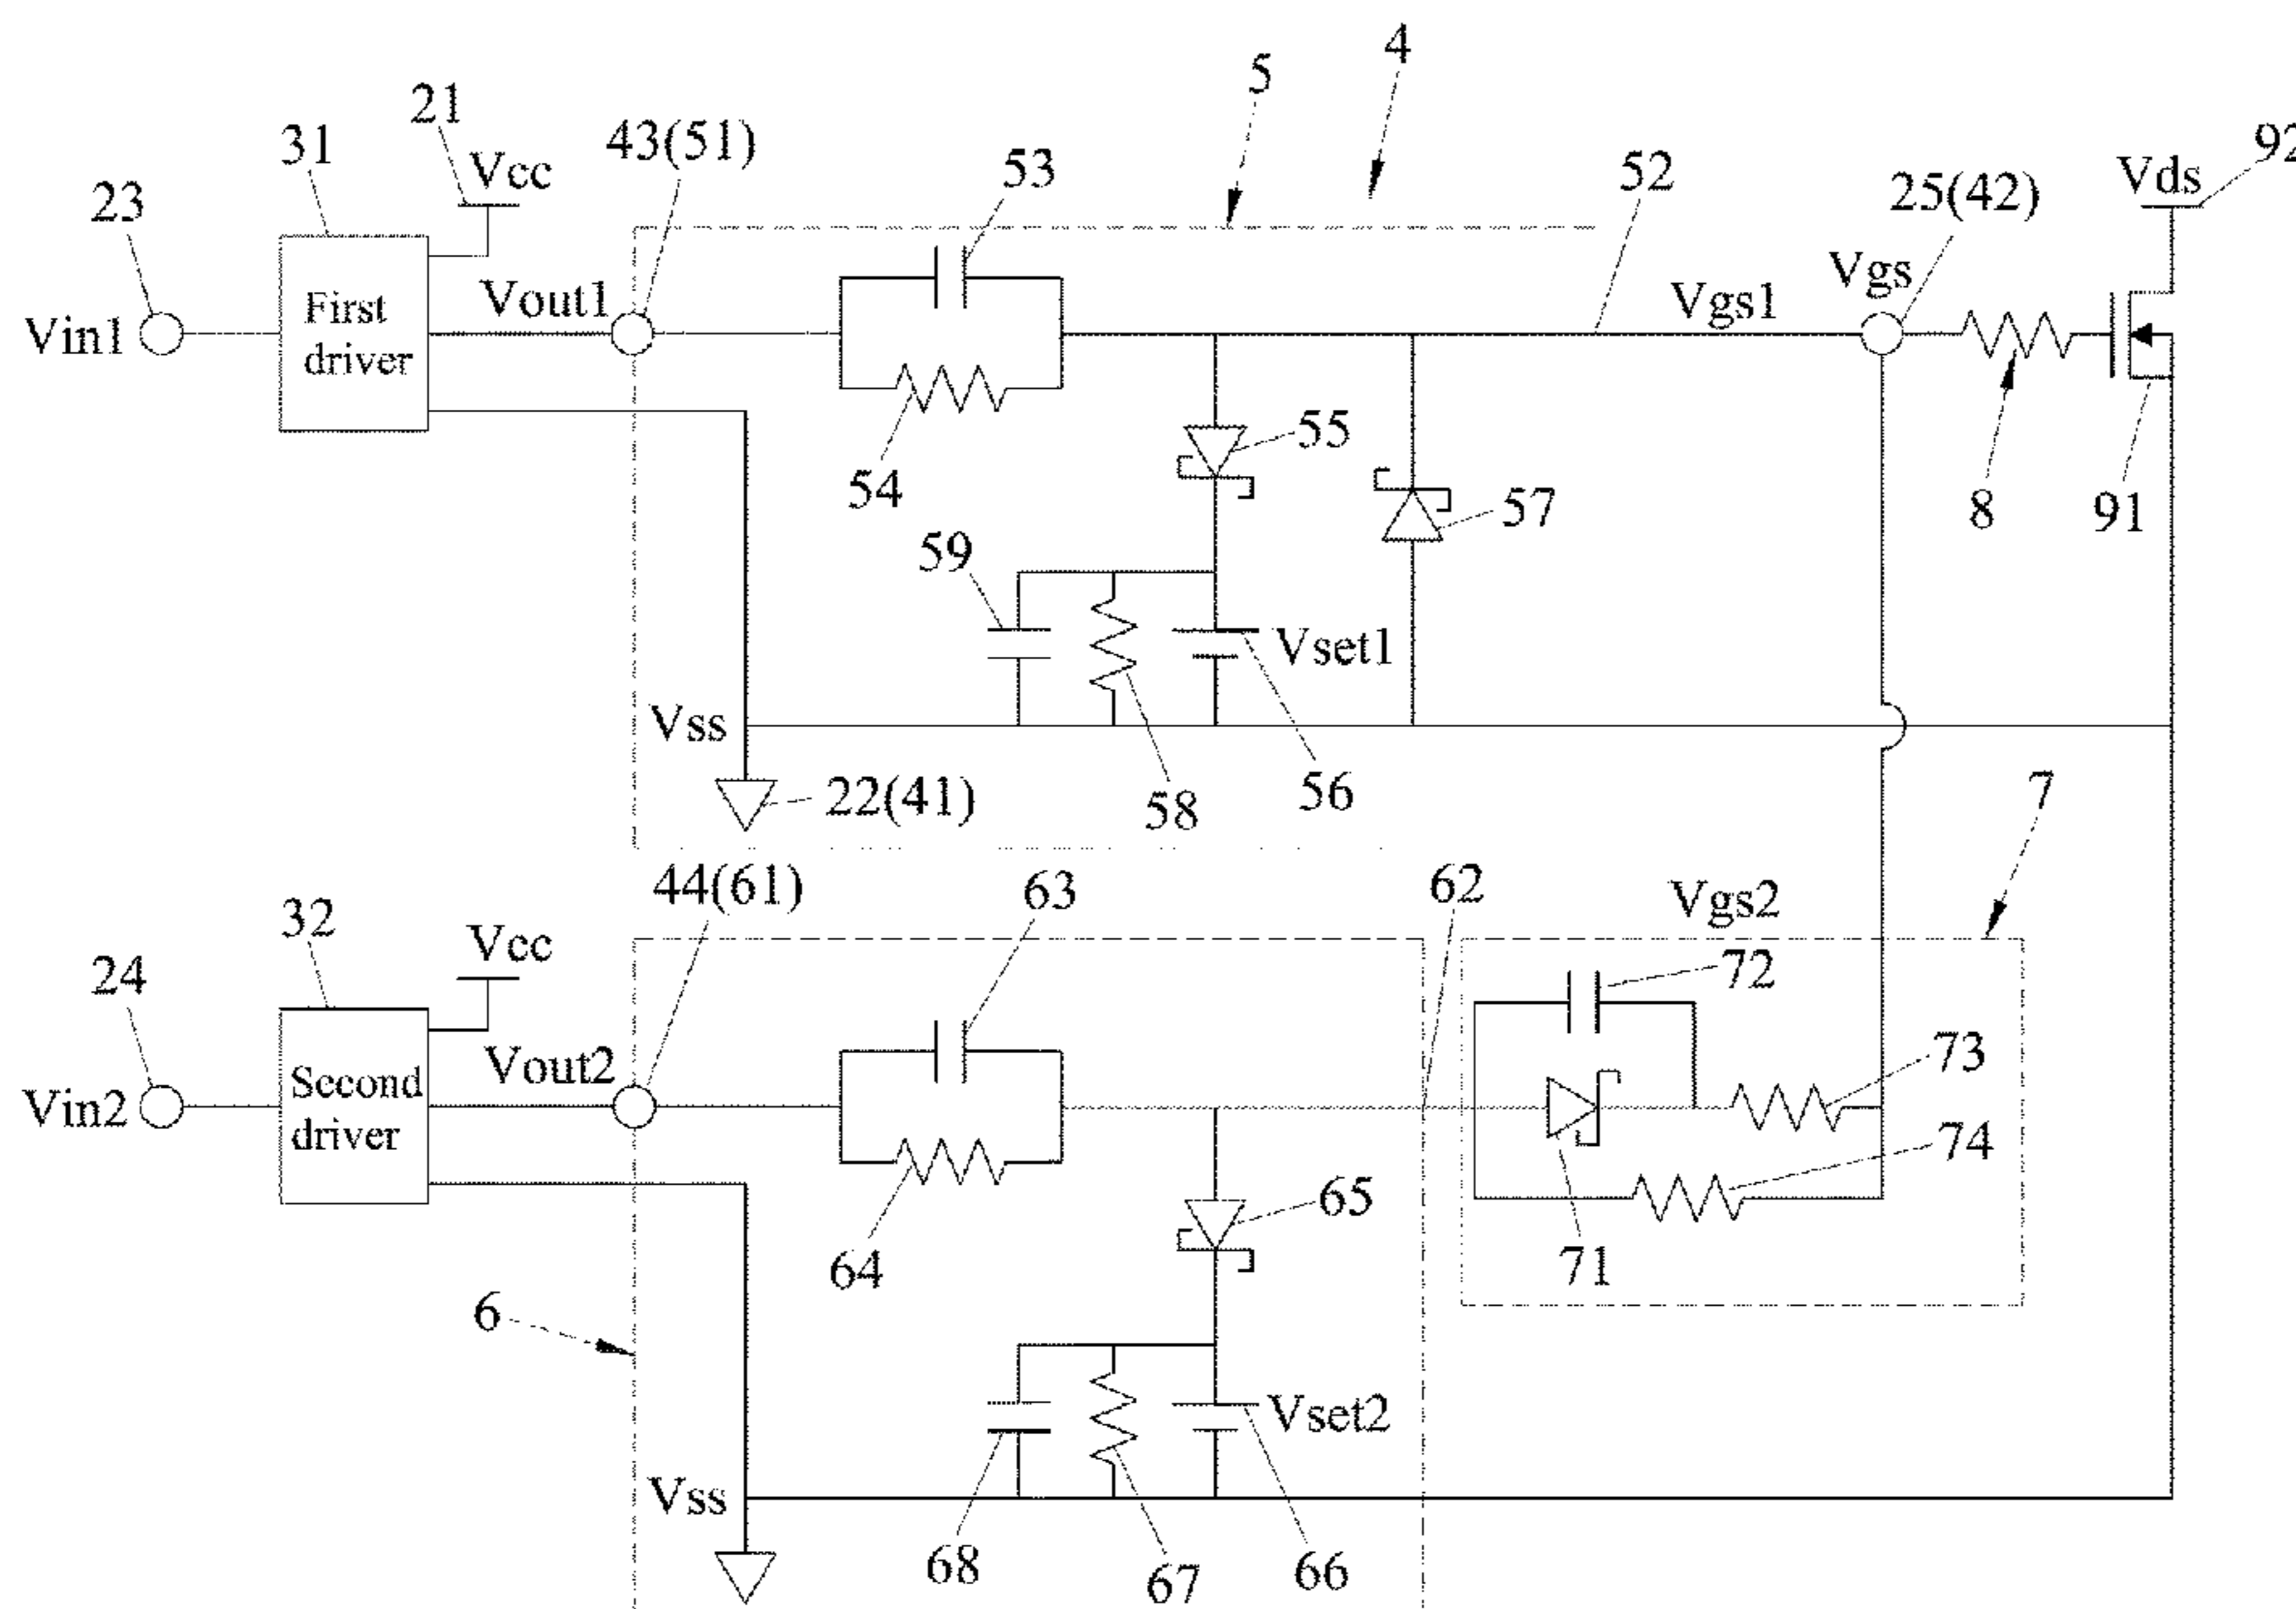 4
5
92
21
43(51)
31
Vcc
53
52
Vds
25(42)
23
Vgs
First
driver
Vout1
Vgs1
Vin1
55
54
57
8
91
59
Vset1
Vss
56
58
22(41)
7
44(61)
63
62
Vgs2
32
Vcc
72
24
73
Second
driver
Vout2
74
Vin2
65
64
71
6
Vset2
Vss
68
67
66